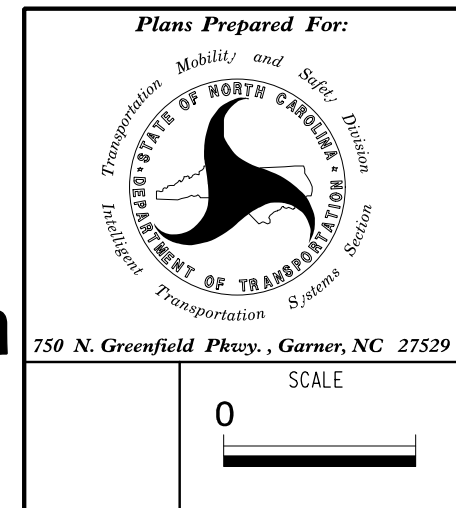 Plans Prepared For:
Transportation Mobility and Safety Division
STATE OF NORTH CAROLINA
DEPARTMENT OF TRANSPORTATION
Intelligent Transportation Systems Section
750 N. Greenfield Pkwy. , Garner, NC 27529
SCALE
0